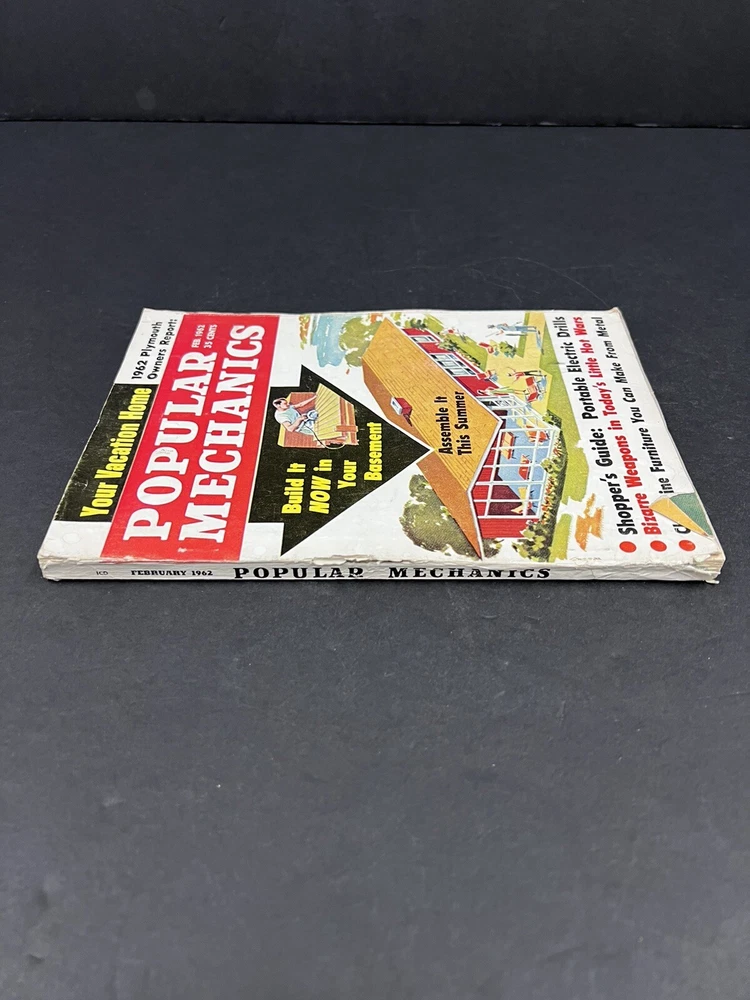 1962 Plymouth
Owners Report:
Your Vacation Home
POPULAR
MECHANICS
FEB. 1962
35 CENTS
Build It
NOW in
Your
Basement
Assemble It
This Summer
Shopper's Guide: Portable Electric Drills
Bizarre Weapons in Today's Little Hot Wars
Furniture You Can Make From Metal
ICD FEBRUARY 1962 POPULAR MECHANICS